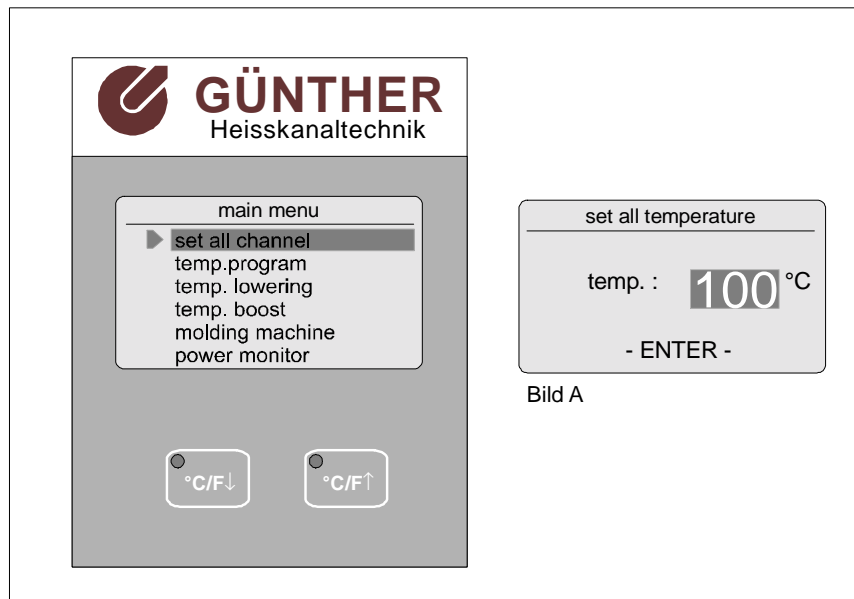 GÜNTHER
Heisskanaltechnik
main menu
set all channel
temp.program
temp. lowering
temp. boost
molding machine
power monitor
°C/F↓
°C/F↑
set all temperature
temp. : 100 °C
- ENTER -
Bild A